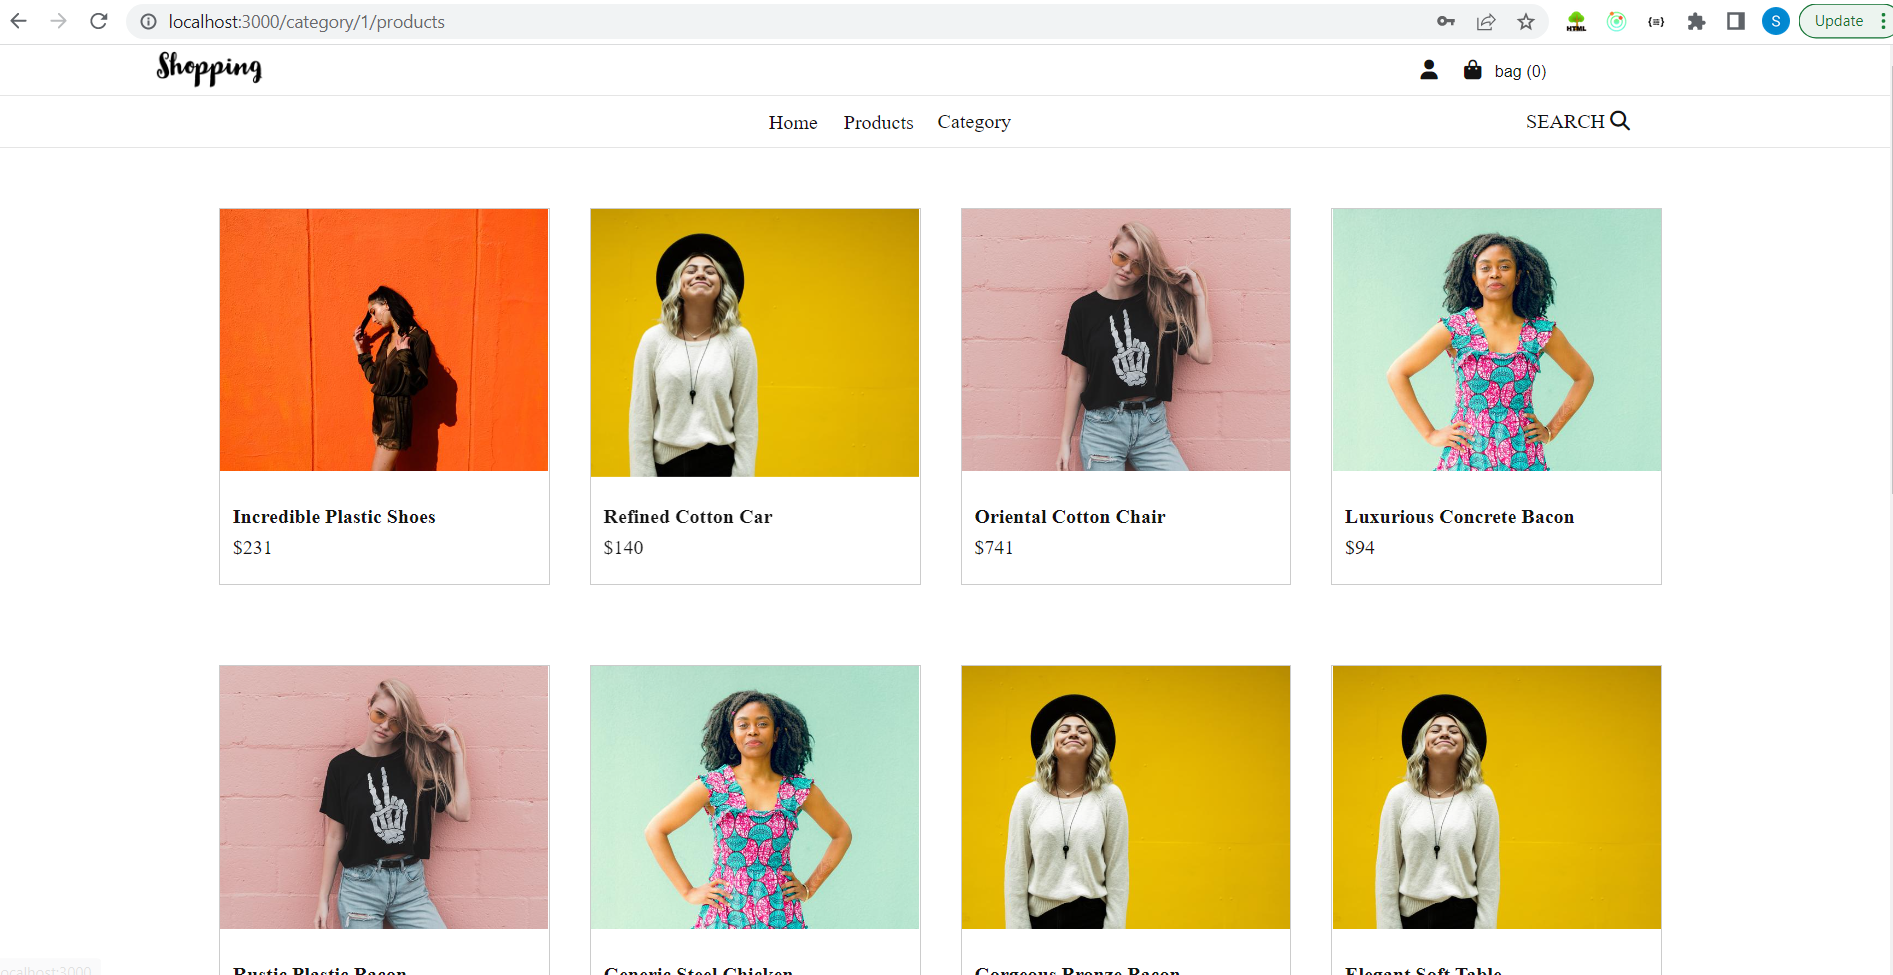 localhost:3000/category/1/products
S
Update
HTML
Shopping
bag (0)
Home Products Category
SEARCH
Incredible Plastic Shoes
$231
Refined Cotton Car
$140
Oriental Cotton Chair
$741
Luxurious Concrete Bacon
$94
Rustic Plastic Bacon
Generic Steel Chicken
Gorgeous Bronze Bacon
Elegant Soft Table
localhost:3000